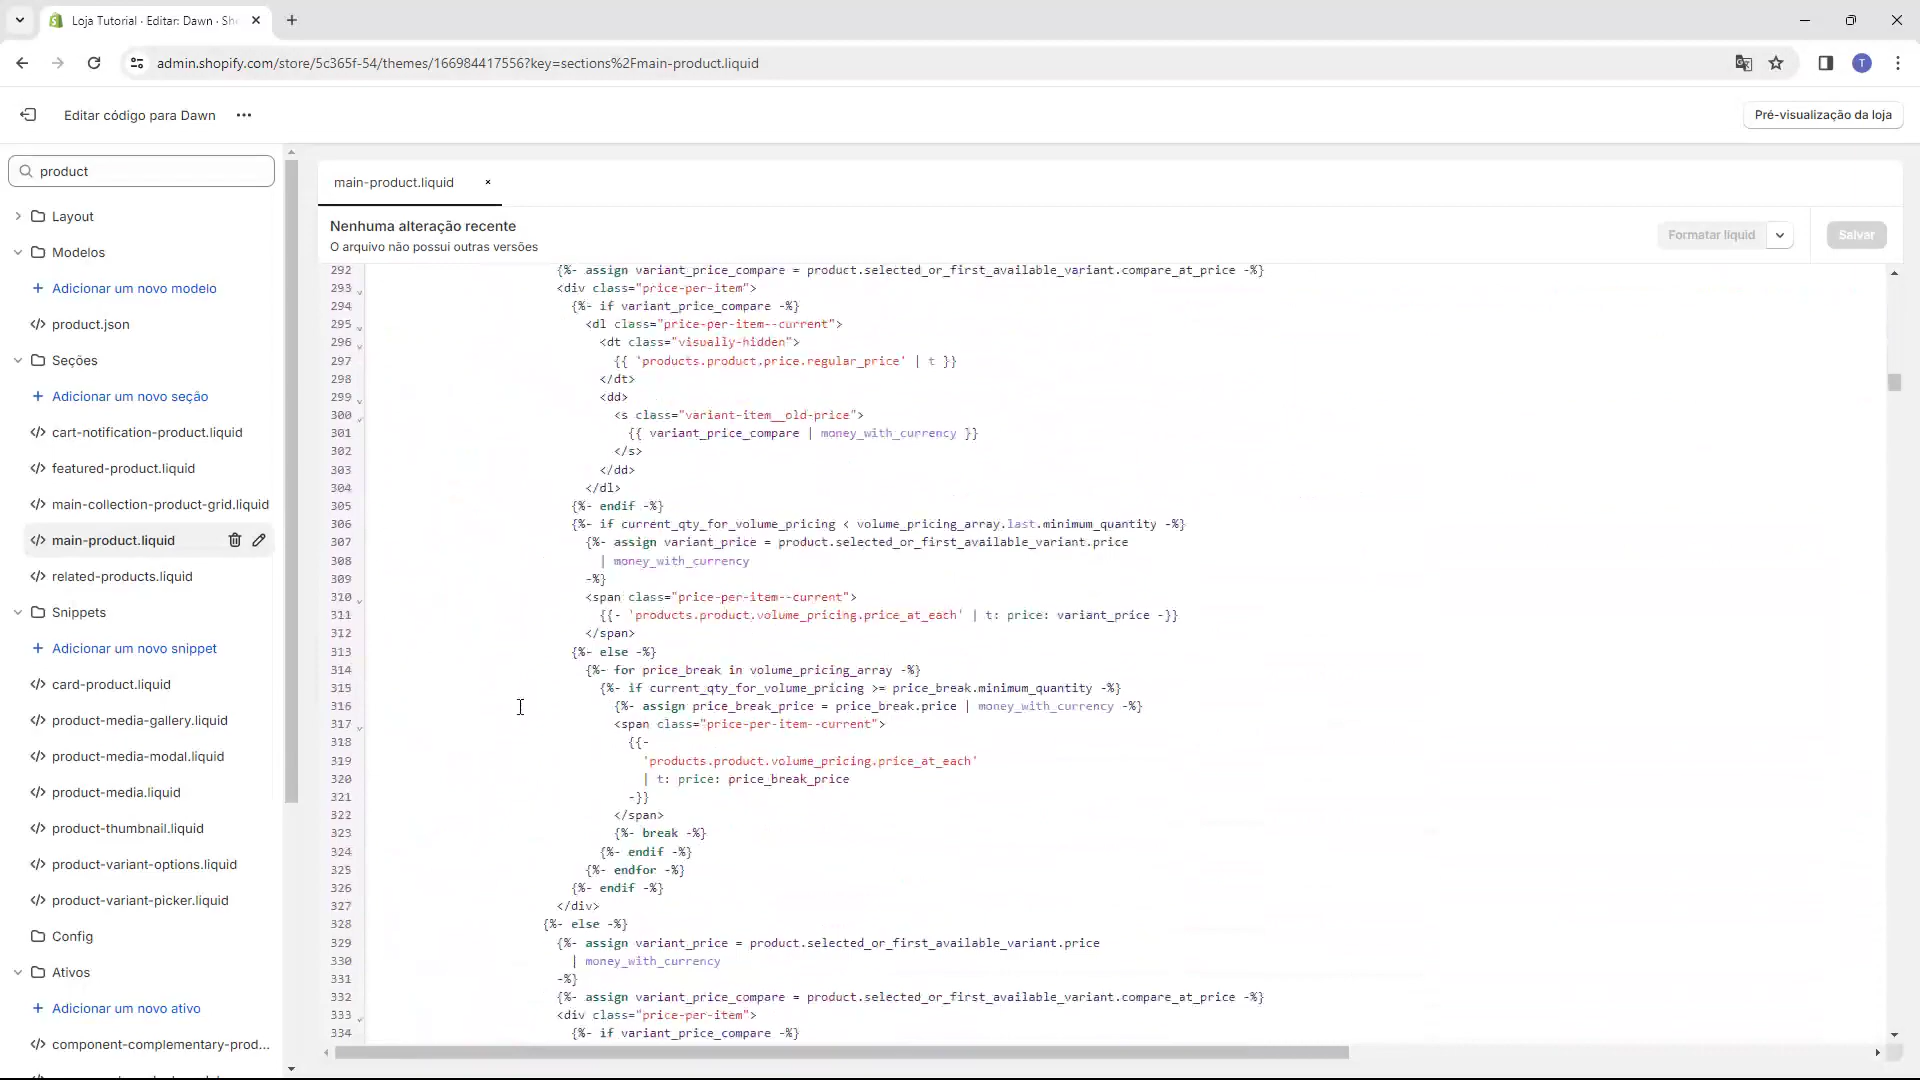 Loja Tutorial · Editar: Dawn · Sh
admin.shopify.com/store/5c365f-54/themes/166984417556?key=sections%2Fmain-product.liquid
T
Editar código para Dawn
Pré-visualização da loja
product
Layout
Modelos
Adicionar um novo modelo
product.json
Seções
Adicionar um novo seção
cart-notification-product.liquid
featured-product.liquid
main-collection-product-grid.liquid
main-product.liquid
related-products.liquid
Snippets
Adicionar um novo snippet
card-product.liquid
product-media-gallery.liquid
product-media-modal.liquid
product-media.liquid
product-thumbnail.liquid
product-variant-options.liquid
product-variant-picker.liquid
Config
Ativos
Adicionar um novo ativo
component-complementary-prod...
main-product.liquid
Nenhuma alteração recente
O arquivo não possui outras versões
Formatar líquid
Salvar
292 {%- assign variant_price_compare = product.selected_or_first_available_variant.compare_at_price -%}
293 <div class="price-per-item">
294 {%- if variant_price_compare -%}
295 <dl class="price-per-item--current">
296 <dt class="visually-hidden">
297 {{ 'products.product.price.regular_price' | t }}
298 </dt>
299 <dd>
300 <s class="variant-item__old-price">
301 {{ variant_price_compare | money_with_currency }}
302 </s>
303 </dd>
304 </dl>
305 {%- endif -%}
306 {%- if current_qty_for_volume_pricing < volume_pricing_array.last.minimum_quantity -%}
307 {%- assign variant_price = product.selected_or_first_available_variant.price
308 | money_with_currency
309 -%}
310 <span class="price-per-item--current">
311 {{- 'products.product.volume_pricing.price_at_each' | t: price: variant_price -}}
312 </span>
313 {%- else -%}
314 {%- for price_break in volume_pricing_array -%}
315 {%- if current_qty_for_volume_pricing >= price_break.minimum_quantity -%}
316 {%- assign price_break_price = price_break.price | money_with_currency -%}
317 <span class="price-per-item--current">
318 {{-
319 'products.product.volume_pricing.price_at_each'
320 | t: price: price_break_price
321 -}}
322 </span>
323 {%- break -%}
324 {%- endif -%}
325 {%- endfor -%}
326 {%- endif -%}
327 </div>
328 {%- else -%}
329 {%- assign variant_price = product.selected_or_first_available_variant.price
330 | money_with_currency
331 -%}
332 {%- assign variant_price_compare = product.selected_or_first_available_variant.compare_at_price -%}
333 <div class="price-per-item">
334 {%- if variant_price_compare -%}